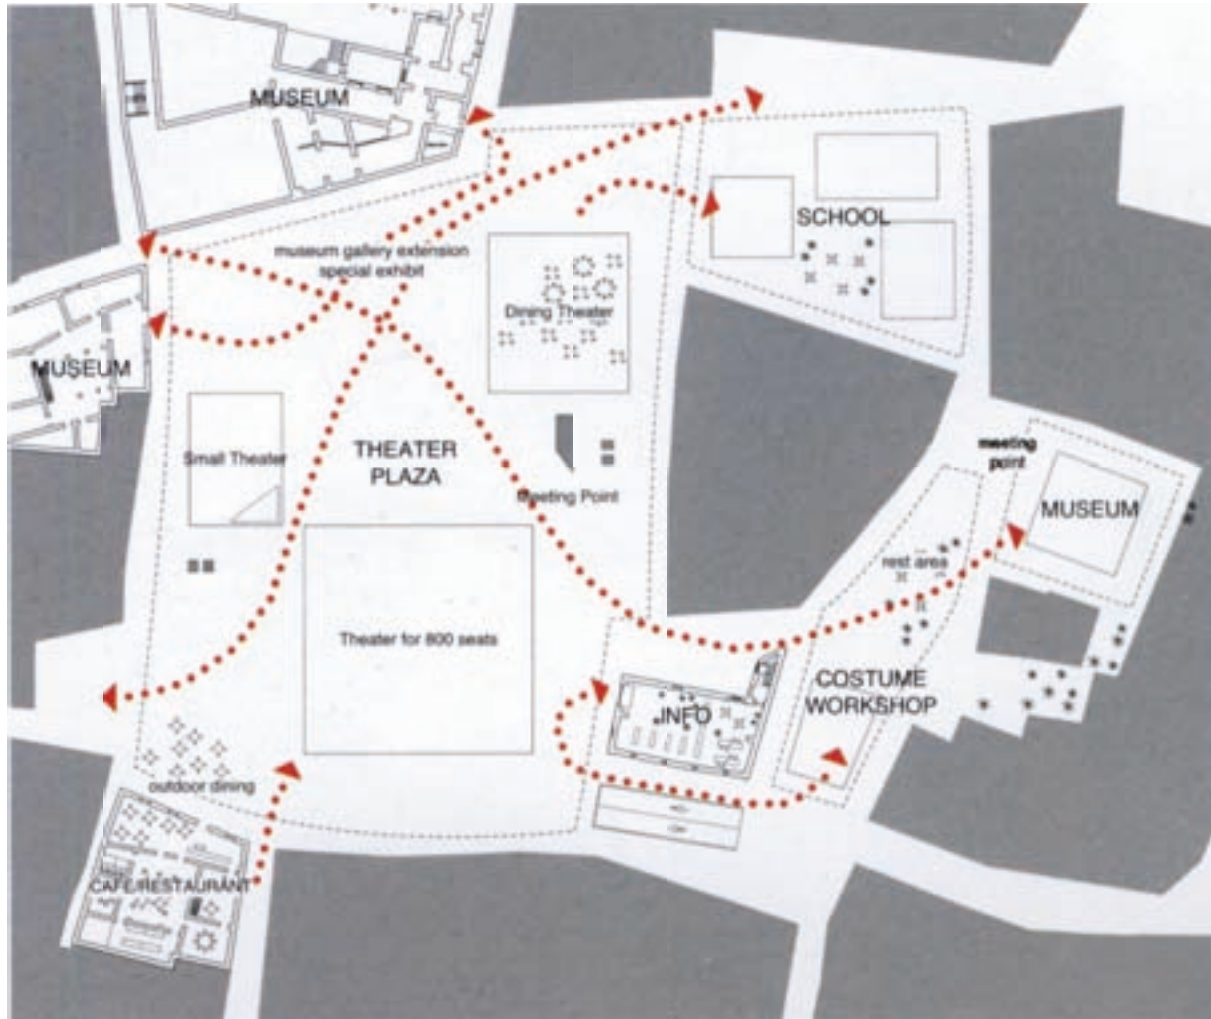 MUSEUM
SCHOOL
museum gallery extension
special exhibit
Dining Theater
MUSEUM
THEATER
PLAZA
Small Theater
Meeting Point
meeting
point
MUSEUM
rest area
Theater for 800 seats
COSTUME
WORKSHOP
INFO
outdoor dining
CAFE/RESTAURANT